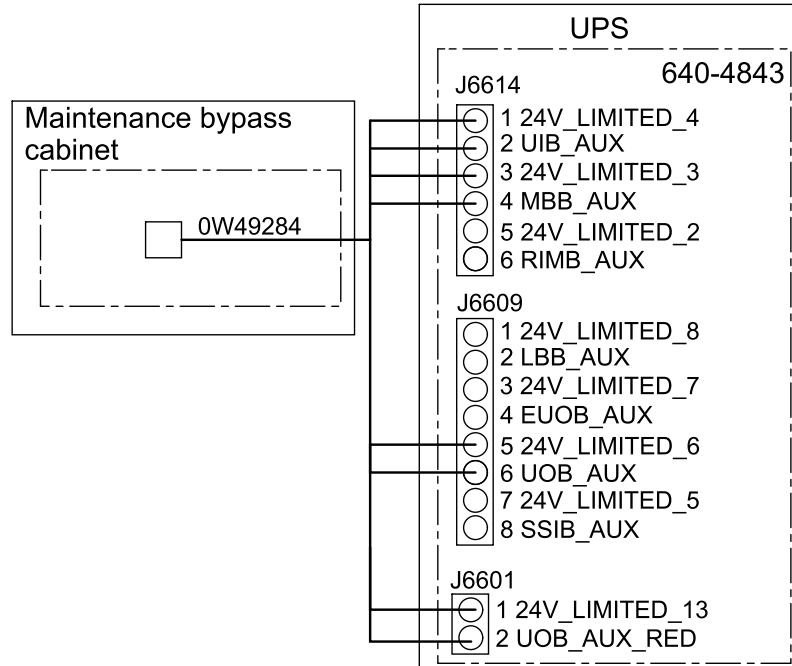 UPS
640-4843
Maintenance bypass
cabinet
0W49284
J6614
1 24V_LIMITED_4
2 UIB_AUX
3 24V_LIMITED_3
4 MBB_AUX
5 24V_LIMITED_2
6 RIMB_AUX
J6609
1 24V_LIMITED_8
2 LBB_AUX
3 24V_LIMITED_7
4 EUOB_AUX
5 24V_LIMITED_6
6 UOB_AUX
7 24V_LIMITED_5
8 SSIB_AUX
J6601
1 24V_LIMITED_13
2 UOB_AUX_RED